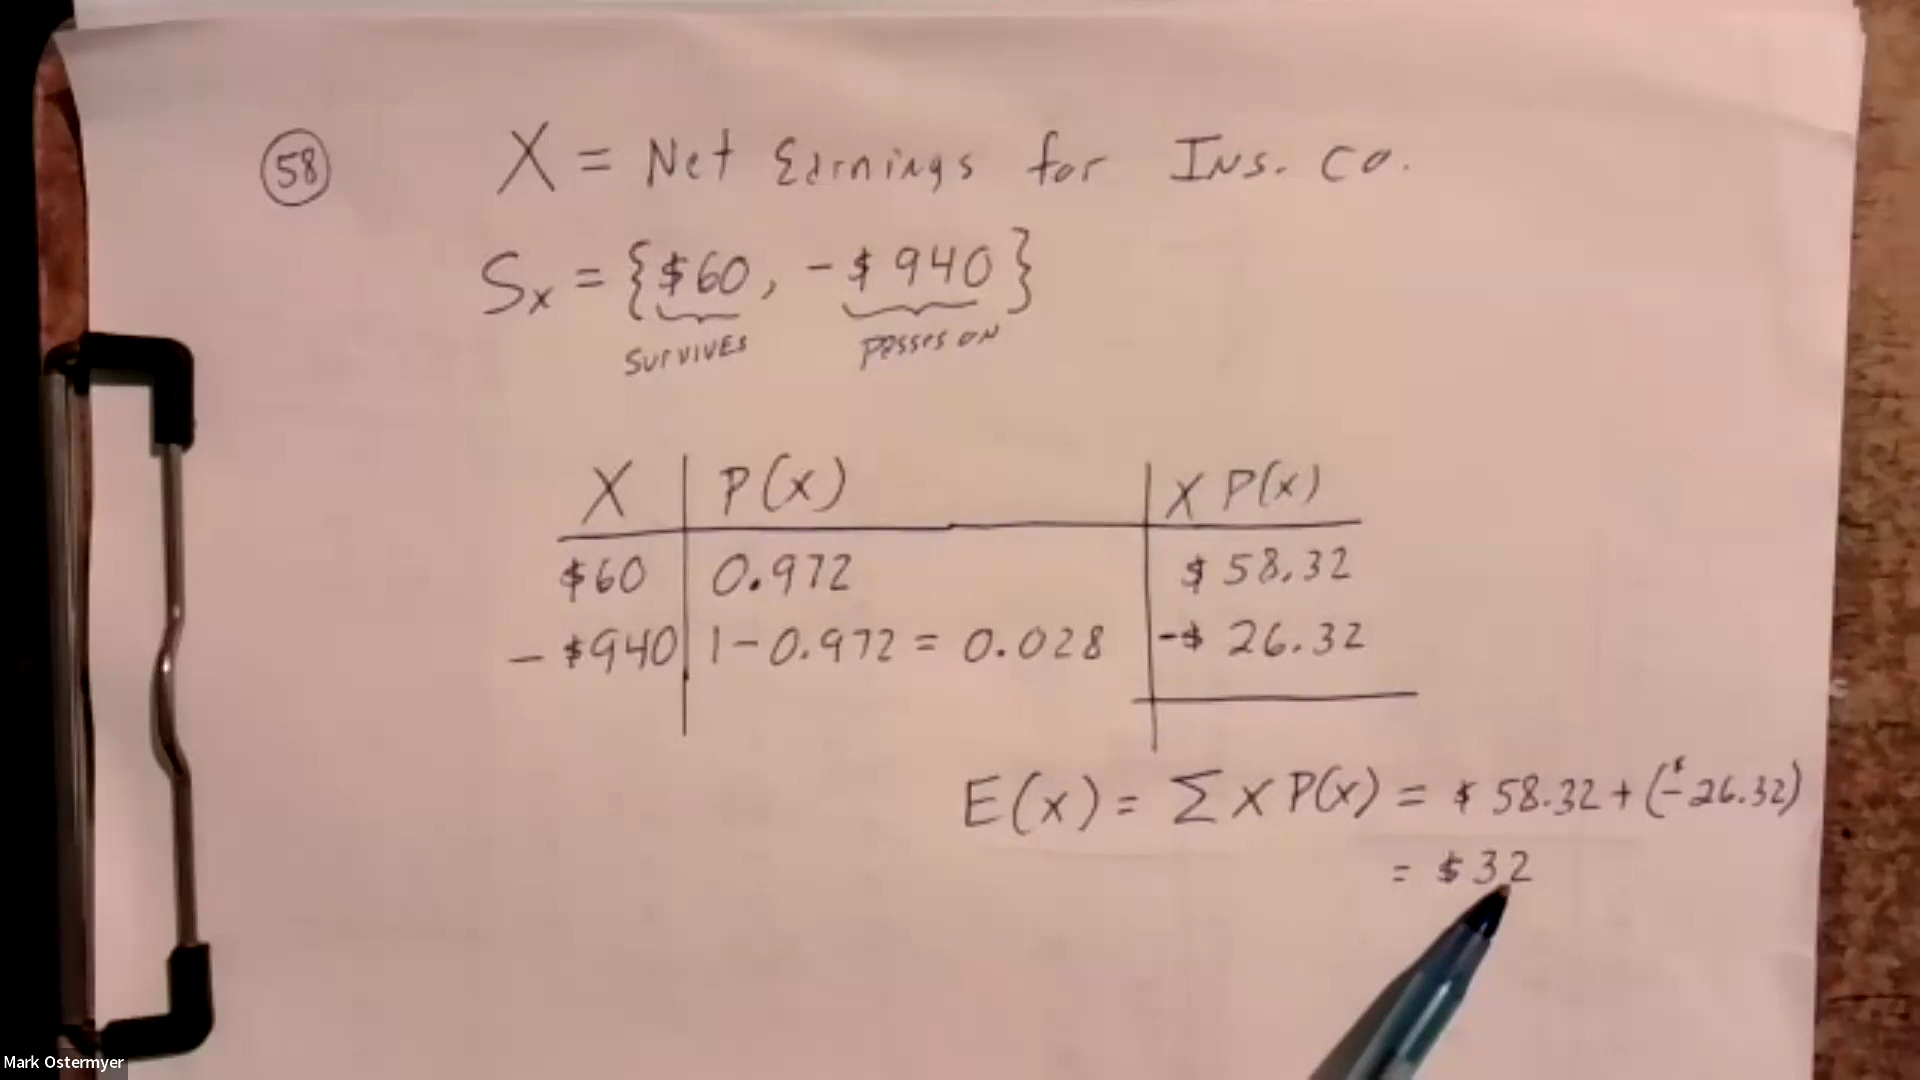 58 X = Net Earnings for Ins. Co.
Sx = {$60, -$940}
Survives passes on
X P(x) X P(x)
$60 0.972 $58.32
-$940 1-0.972 = 0.028 -$26.32
E(x) = Σ X P(x) = $58.32 + (-$26.32)
= $32
Mark Ostermyer